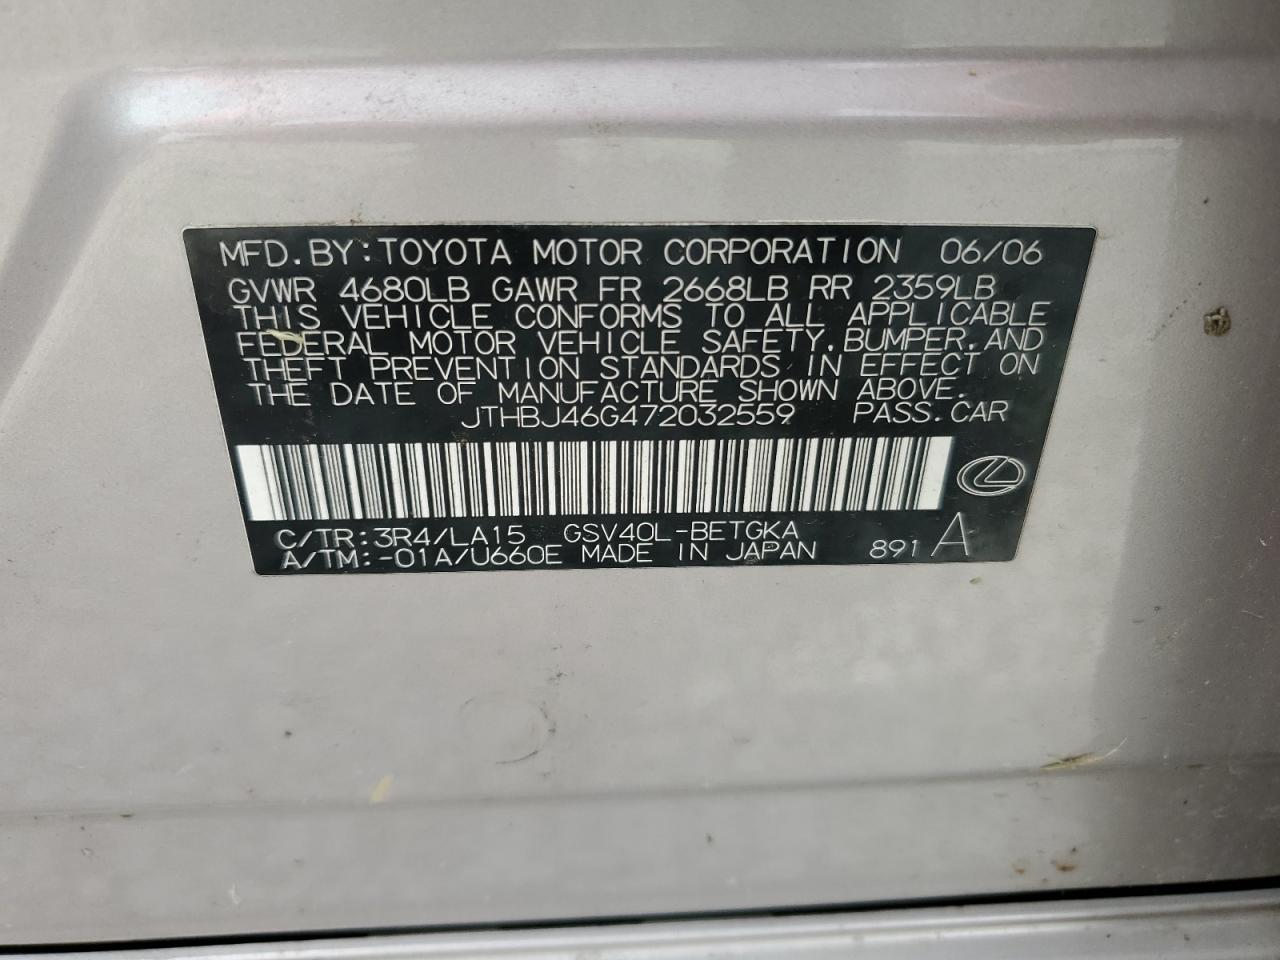 MFD.BY:TOYOTA MOTOR CORPORATION 06/06
GVWR 4680LB GAWR FR 2668LB RR 2359LB
THIS VEHICLE CONFORMS TO ALL APPLICABLE
FEDERAL MOTOR VEHICLE SAFETY,BUMPER,AND
THEFT PREVENTION STANDARDS IN EFFECT ON
THE DATE OF MANUFACTURE SHOWN ABOVE.
JTHBJ46G472032559 PASS.CAR
C/TR:3R4/LA15 GSV40L-BETGKA
A/TM:-01A/U660E MADE IN JAPAN 891 A